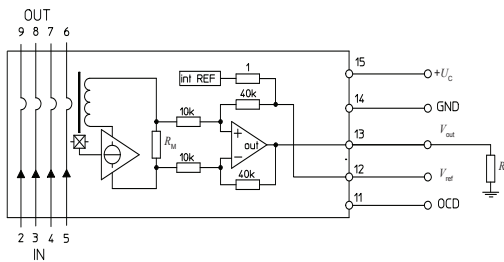 OUT
9 8 7 6
15 +U_C
int REF
1
40k
14 GND
10k
R_M
+
out
−
13 V_out
10k
40k
12 V_ref
R
11 OCD
2 3 4 5
IN